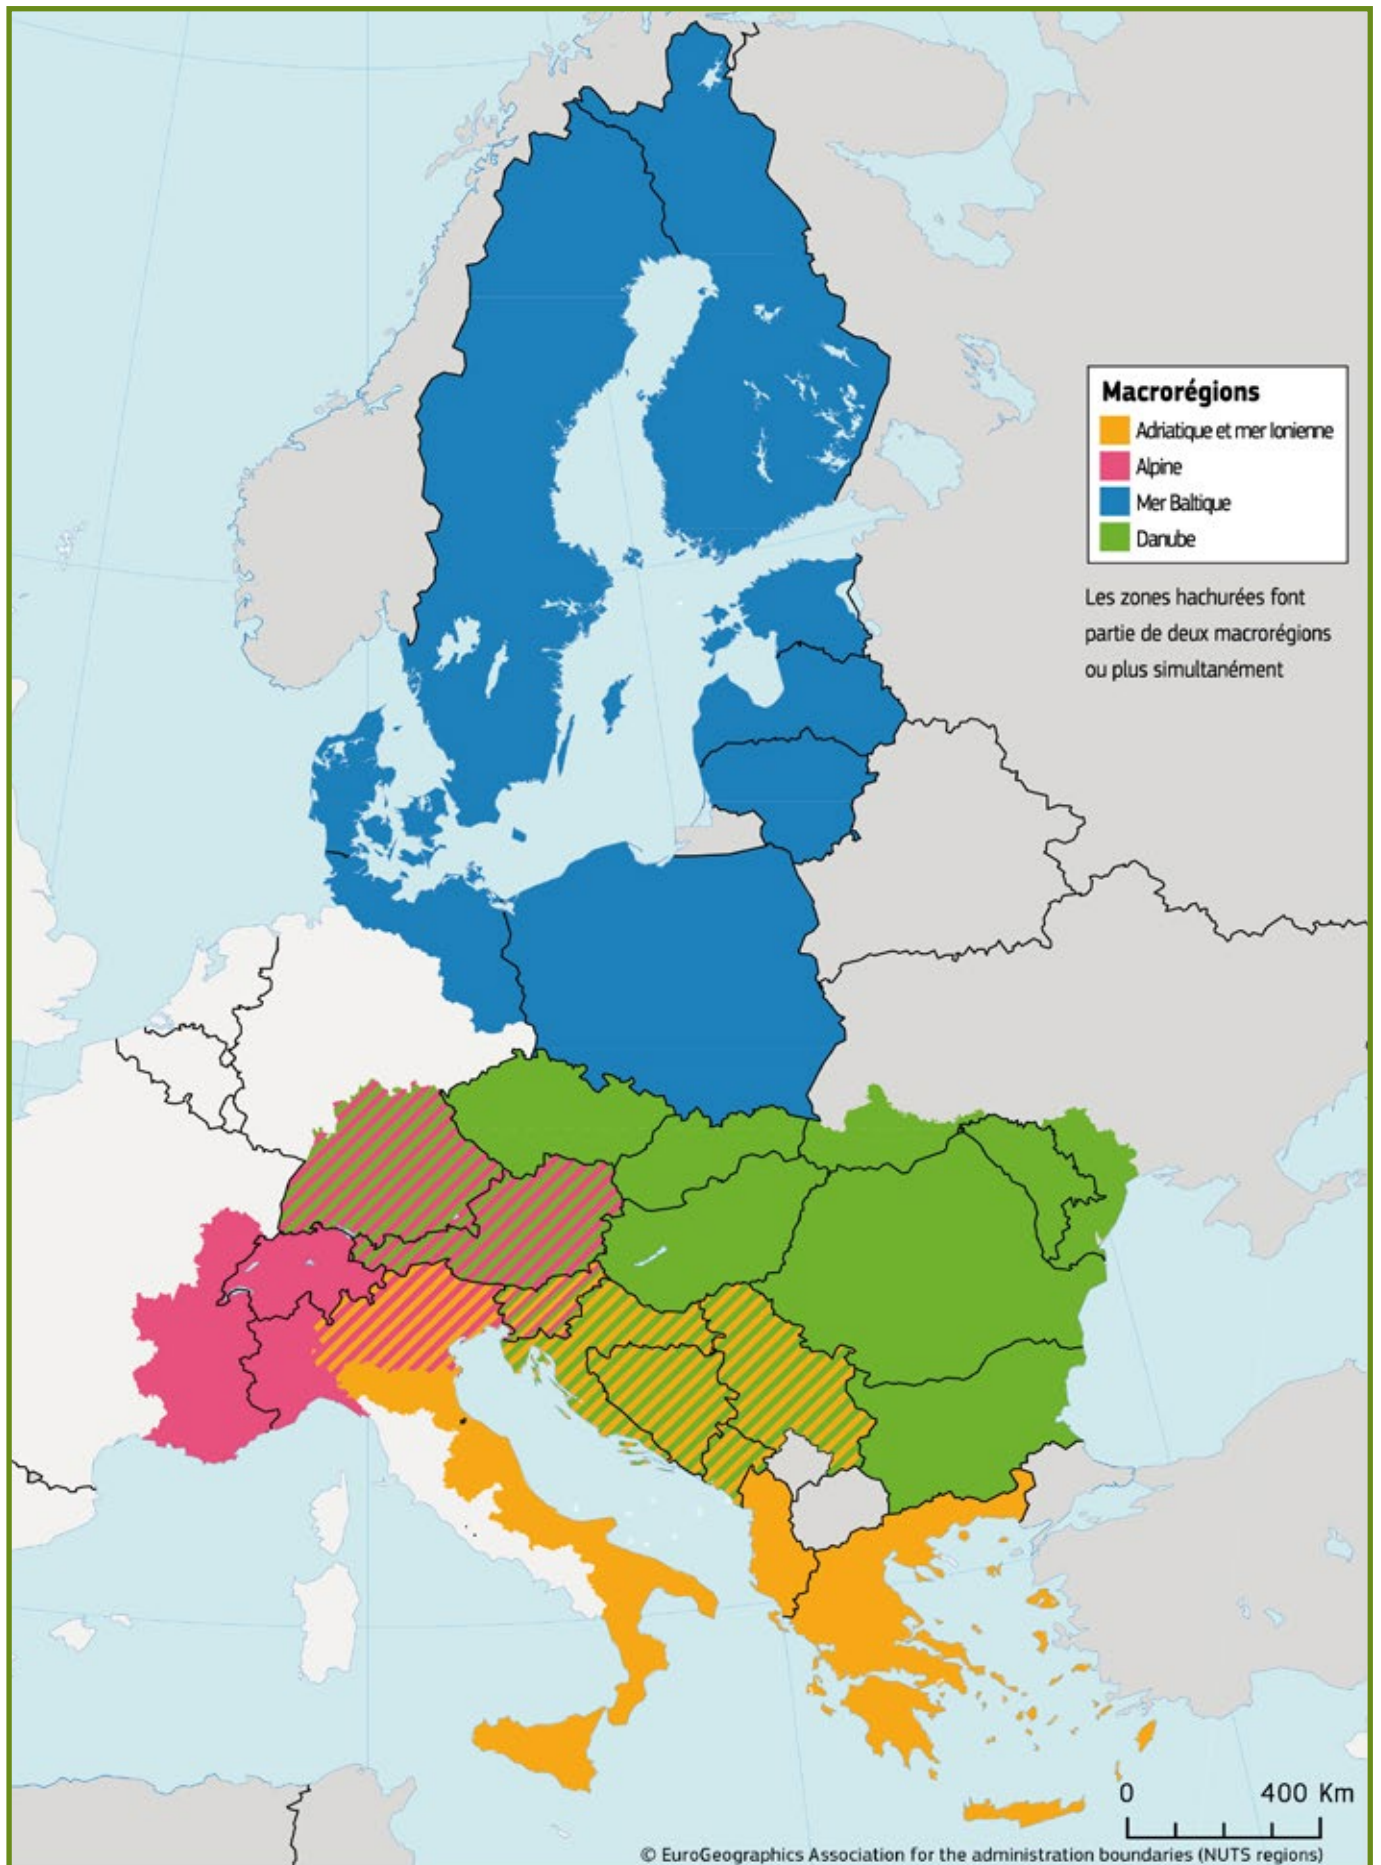 Macrorégions
Adriatique et mer Ionienne
Alpine
Mer Baltique
Danube
Les zones hachurées font
partie de deux macrorégions
ou plus simultanément
0 400 Km
© EuroGeographics Association for the administration boundaries (NUTS regions)